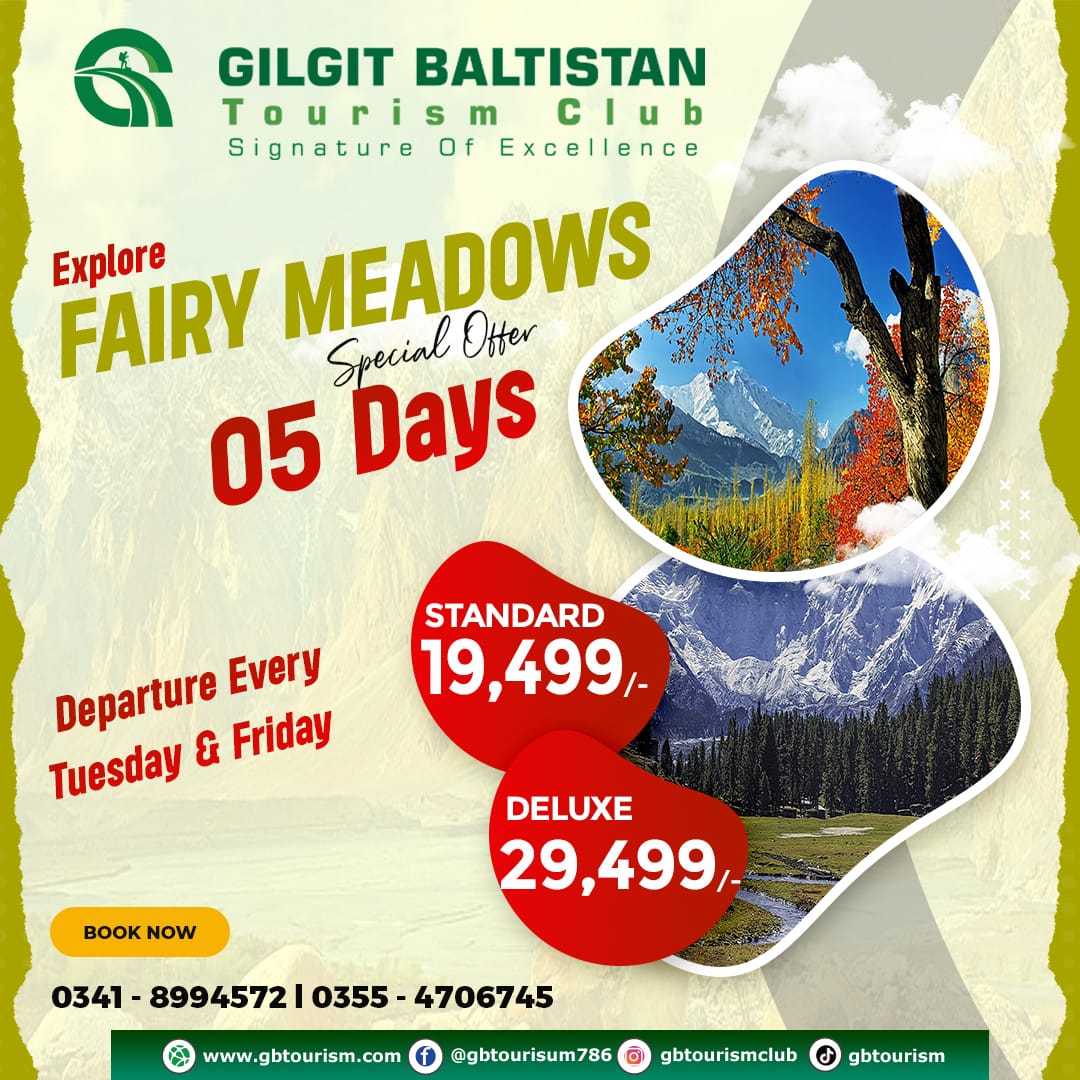 GILGIT BALTISTAN
Tourism Club
Signature Of Excellence
Explore
FAIRY MEADOWS
Special Offer
05 Days
STANDARD
19,499/-
Departure Every
Tuesday & Friday
DELUXE
29,499/-
BOOK NOW
0341 - 8994572 | 0355 - 4706745
www.gbtourism.com @gbtourisum786 gbtourismclub gbtourism